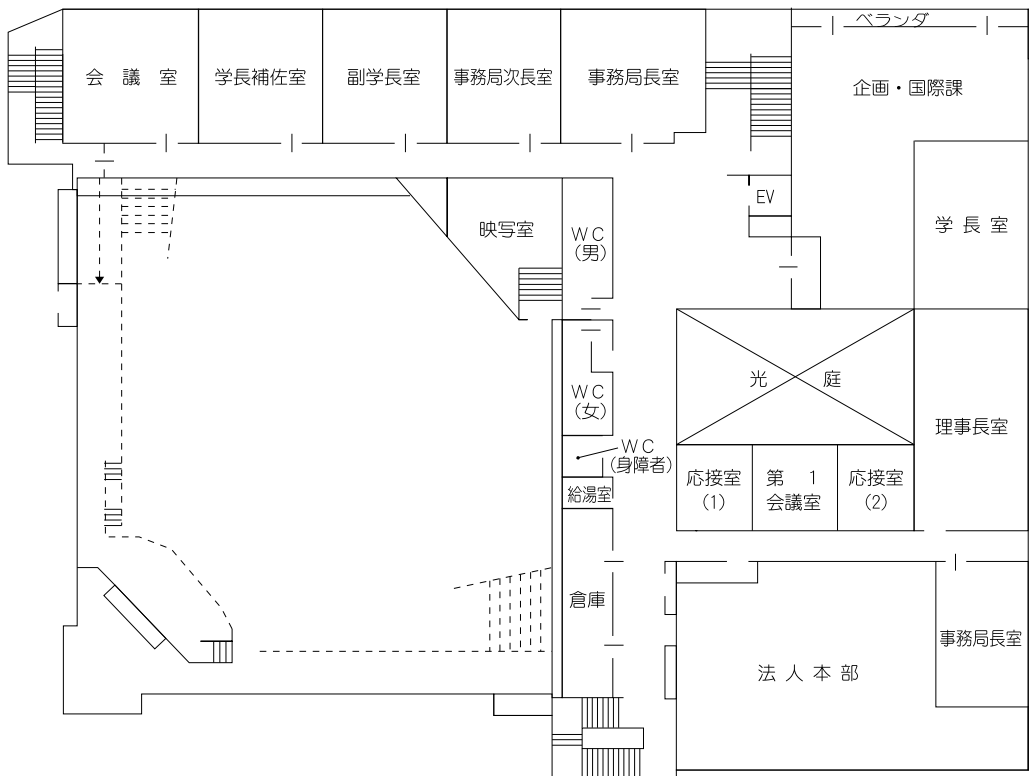 ベランダ
会議室
学長補佐室
副学長室
事務局次長室
事務局長室
企画・国際課
EV
学長室
映写室
WC
(男)
光庭
WC
(女)
WC
(身障者)
理事長室
応接室
(1)
第1
会議室
応接室
(2)
給湯室
倉庫
事務局長室
法人本部